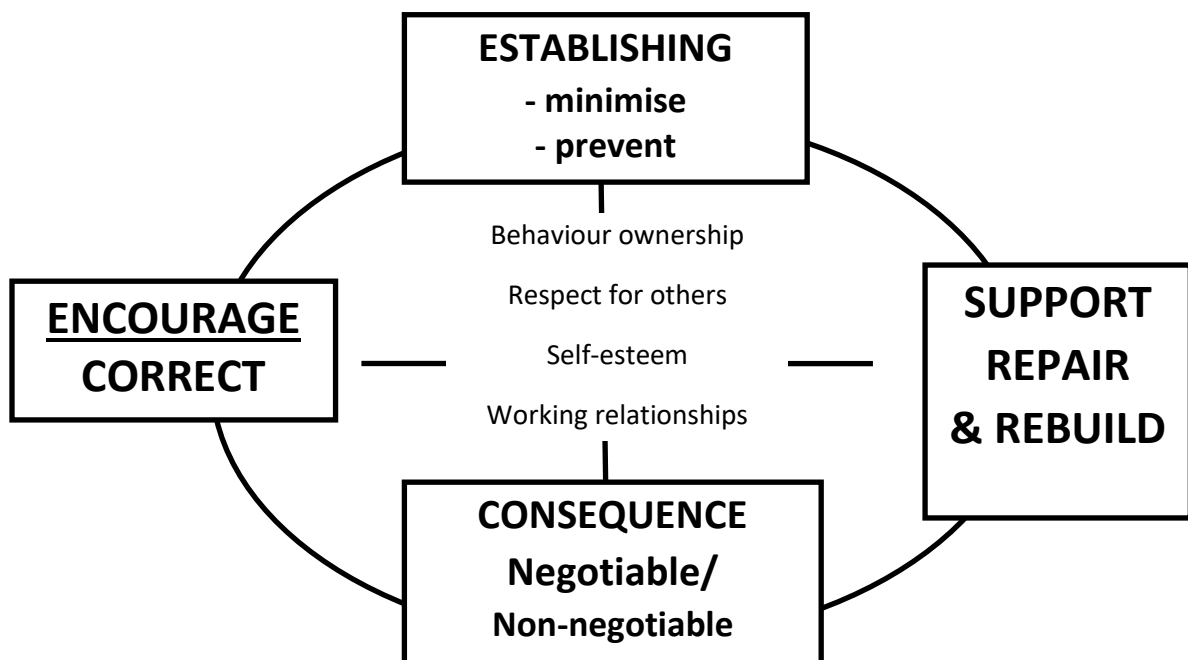 ESTABLISHING
- minimise
- prevent
Behaviour ownership
Respect for others
Self-esteem
Working relationships
ENCOURAGE
CORRECT
SUPPORT
REPAIR
& REBUILD
CONSEQUENCE
Negotiable/
Non-negotiable